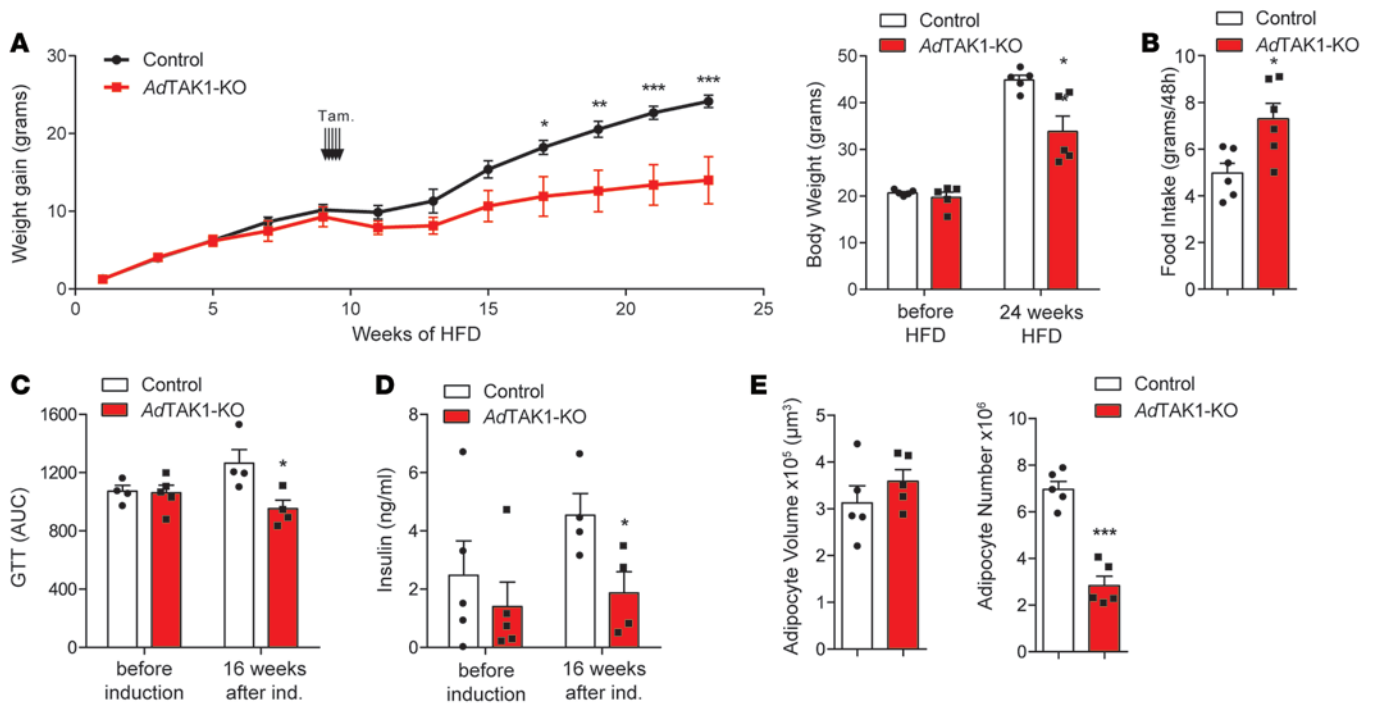 A
Control
AdTAK1-KO
Tam.
*
**
***
***
30
20
10
0
Weight gain (grams)
0
5
10
15
20
25
Weeks of HFD
Control
AdTAK1-KO
*
*
50
40
30
20
10
0
Body Weight (grams)
before
HFD
24 weeks
HFD
B
Control
AdTAK1-KO
*
10
8
6
4
2
0
Food Intake (grams/48h)
C
Control
AdTAK1-KO
*
1600
1200
800
400
0
GTT (AUC)
before
induction
16 weeks
after ind.
D
Control
AdTAK1-KO
*
8
6
4
2
0
Insulin (ng/ml)
before
induction
16 weeks
after ind.
E
Control
AdTAK1-KO
5
4
3
2
1
0
Adipocyte Volume x10⁵ (µm³)
***
10
8
6
4
2
0
Adipocyte Number x10⁶